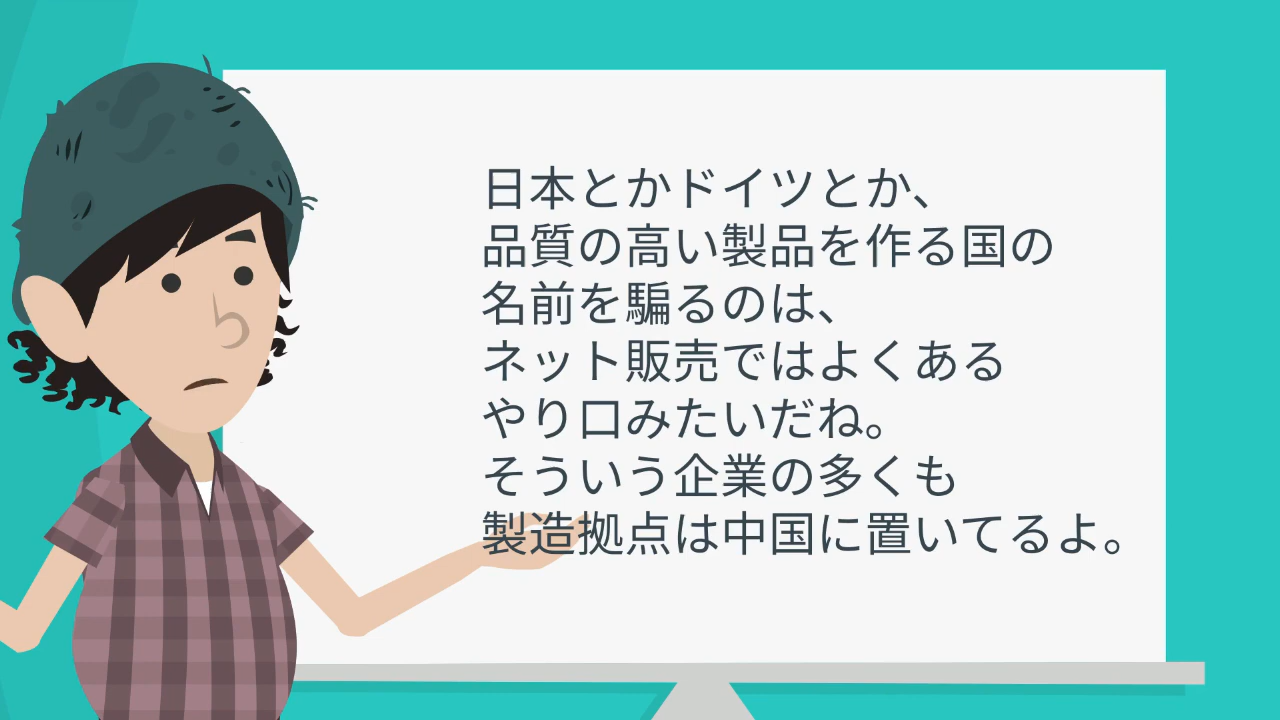 日本とかドイツとか、
品質の高い製品を作る国の
名前を騙るのは、
ネット販売ではよくある
やり口みたいだね。
そういう企業の多くも
製造拠点は中国に置いてるよ。